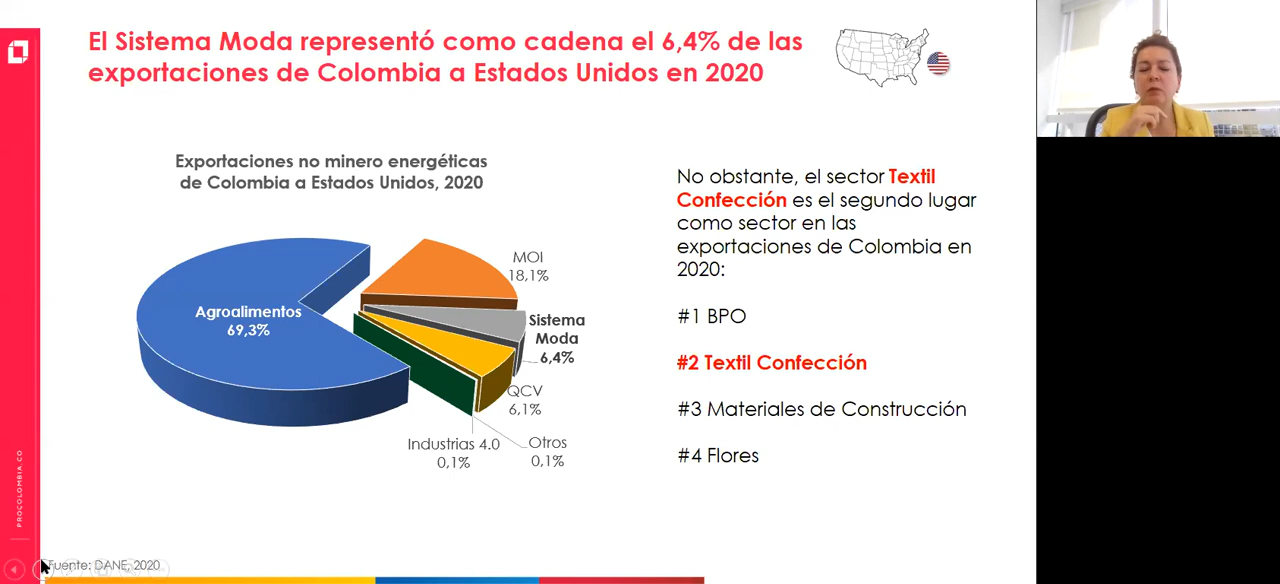 El Sistema Moda representó como cadena el 6,4% de las
exportaciones de Colombia a Estados Unidos en 2020
Exportaciones no minero energéticas
de Colombia a Estados Unidos, 2020
Agroalimentos
69,3%
MOI
18,1%
Sistema
Moda
6,4%
QCV
6,1%
Industrias 4.0
0,1%
Otros
0,1%
No obstante, el sector Textil
Confección es el segundo lugar
como sector en las
exportaciones de Colombia en
2020:
#1 BPO
#2 Textil Confección
#3 Materiales de Construcción
#4 Flores
PROCOLOMBIA.CO
Fuente: DANE, 2020